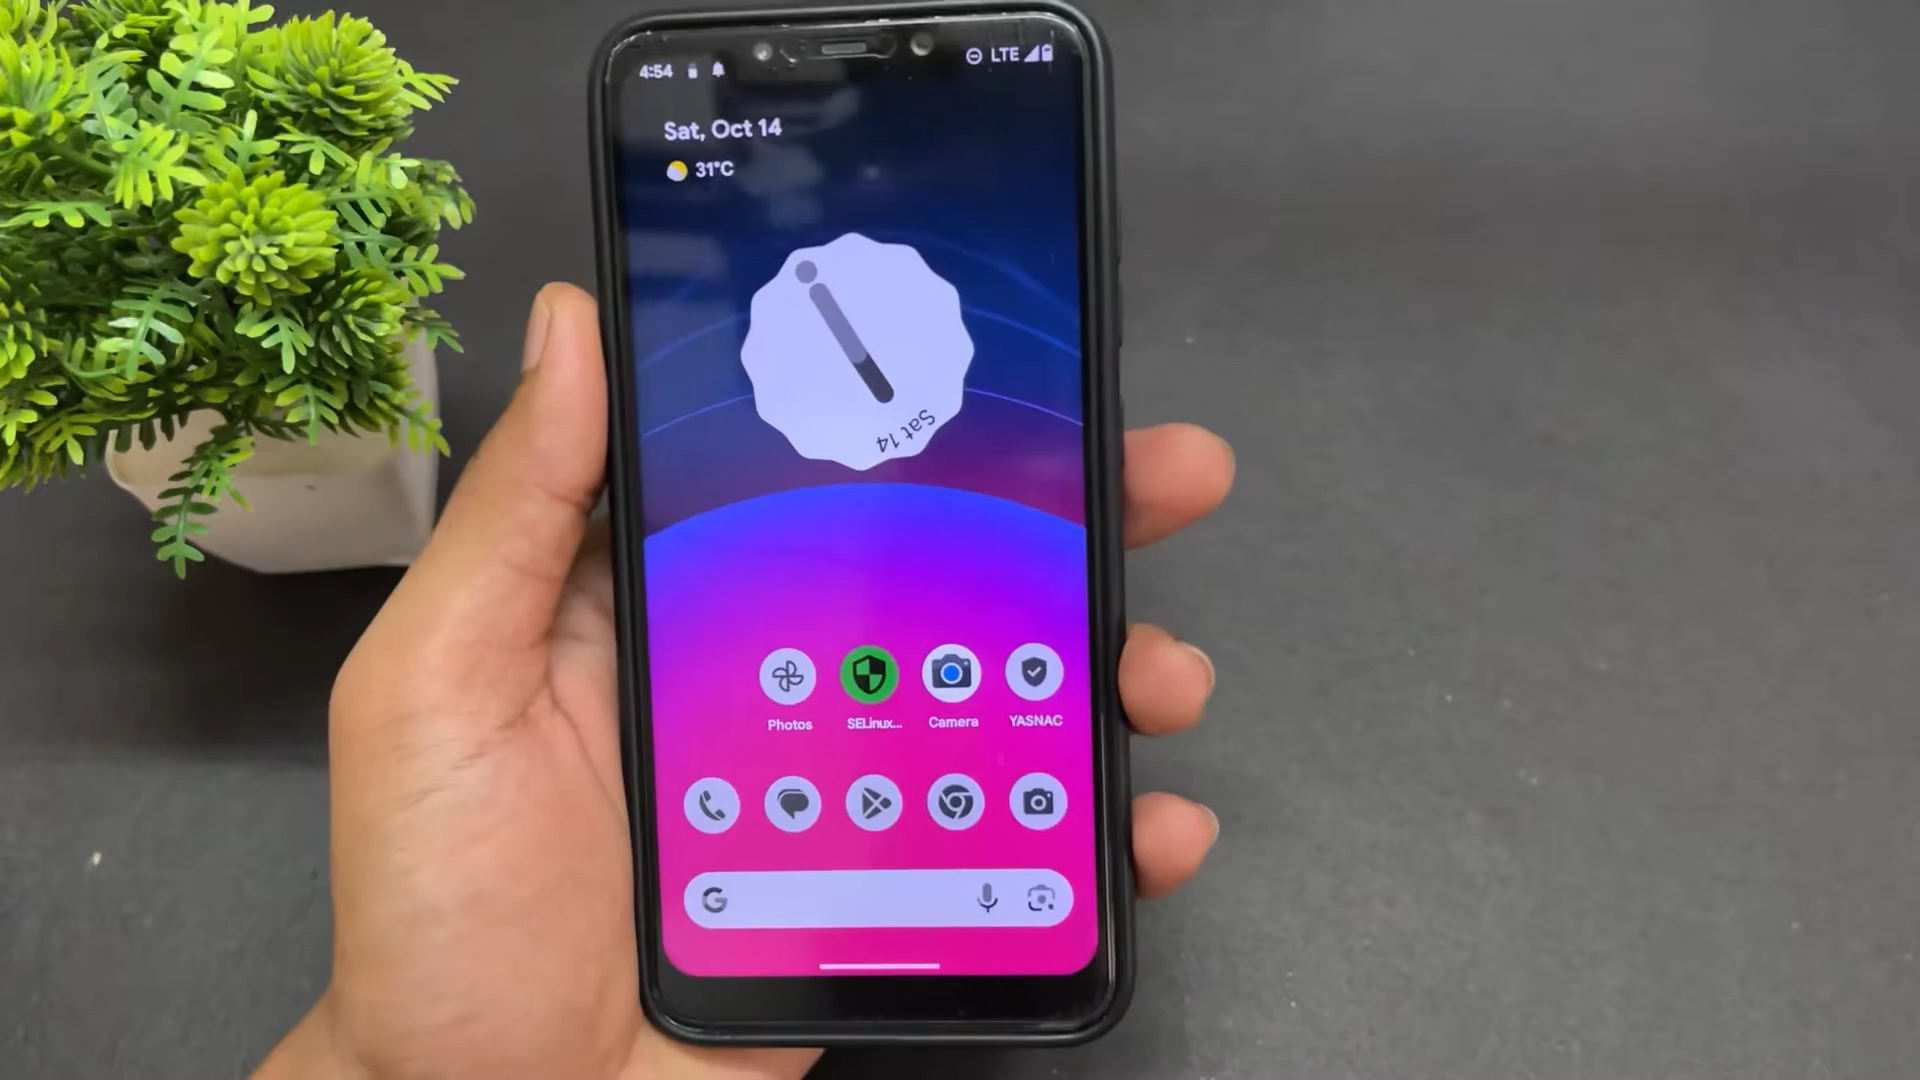 4:54
LTE
Sat, Oct 14
31°C
Sat 14
Photos
SELinux...
Camera
YASNAC
G